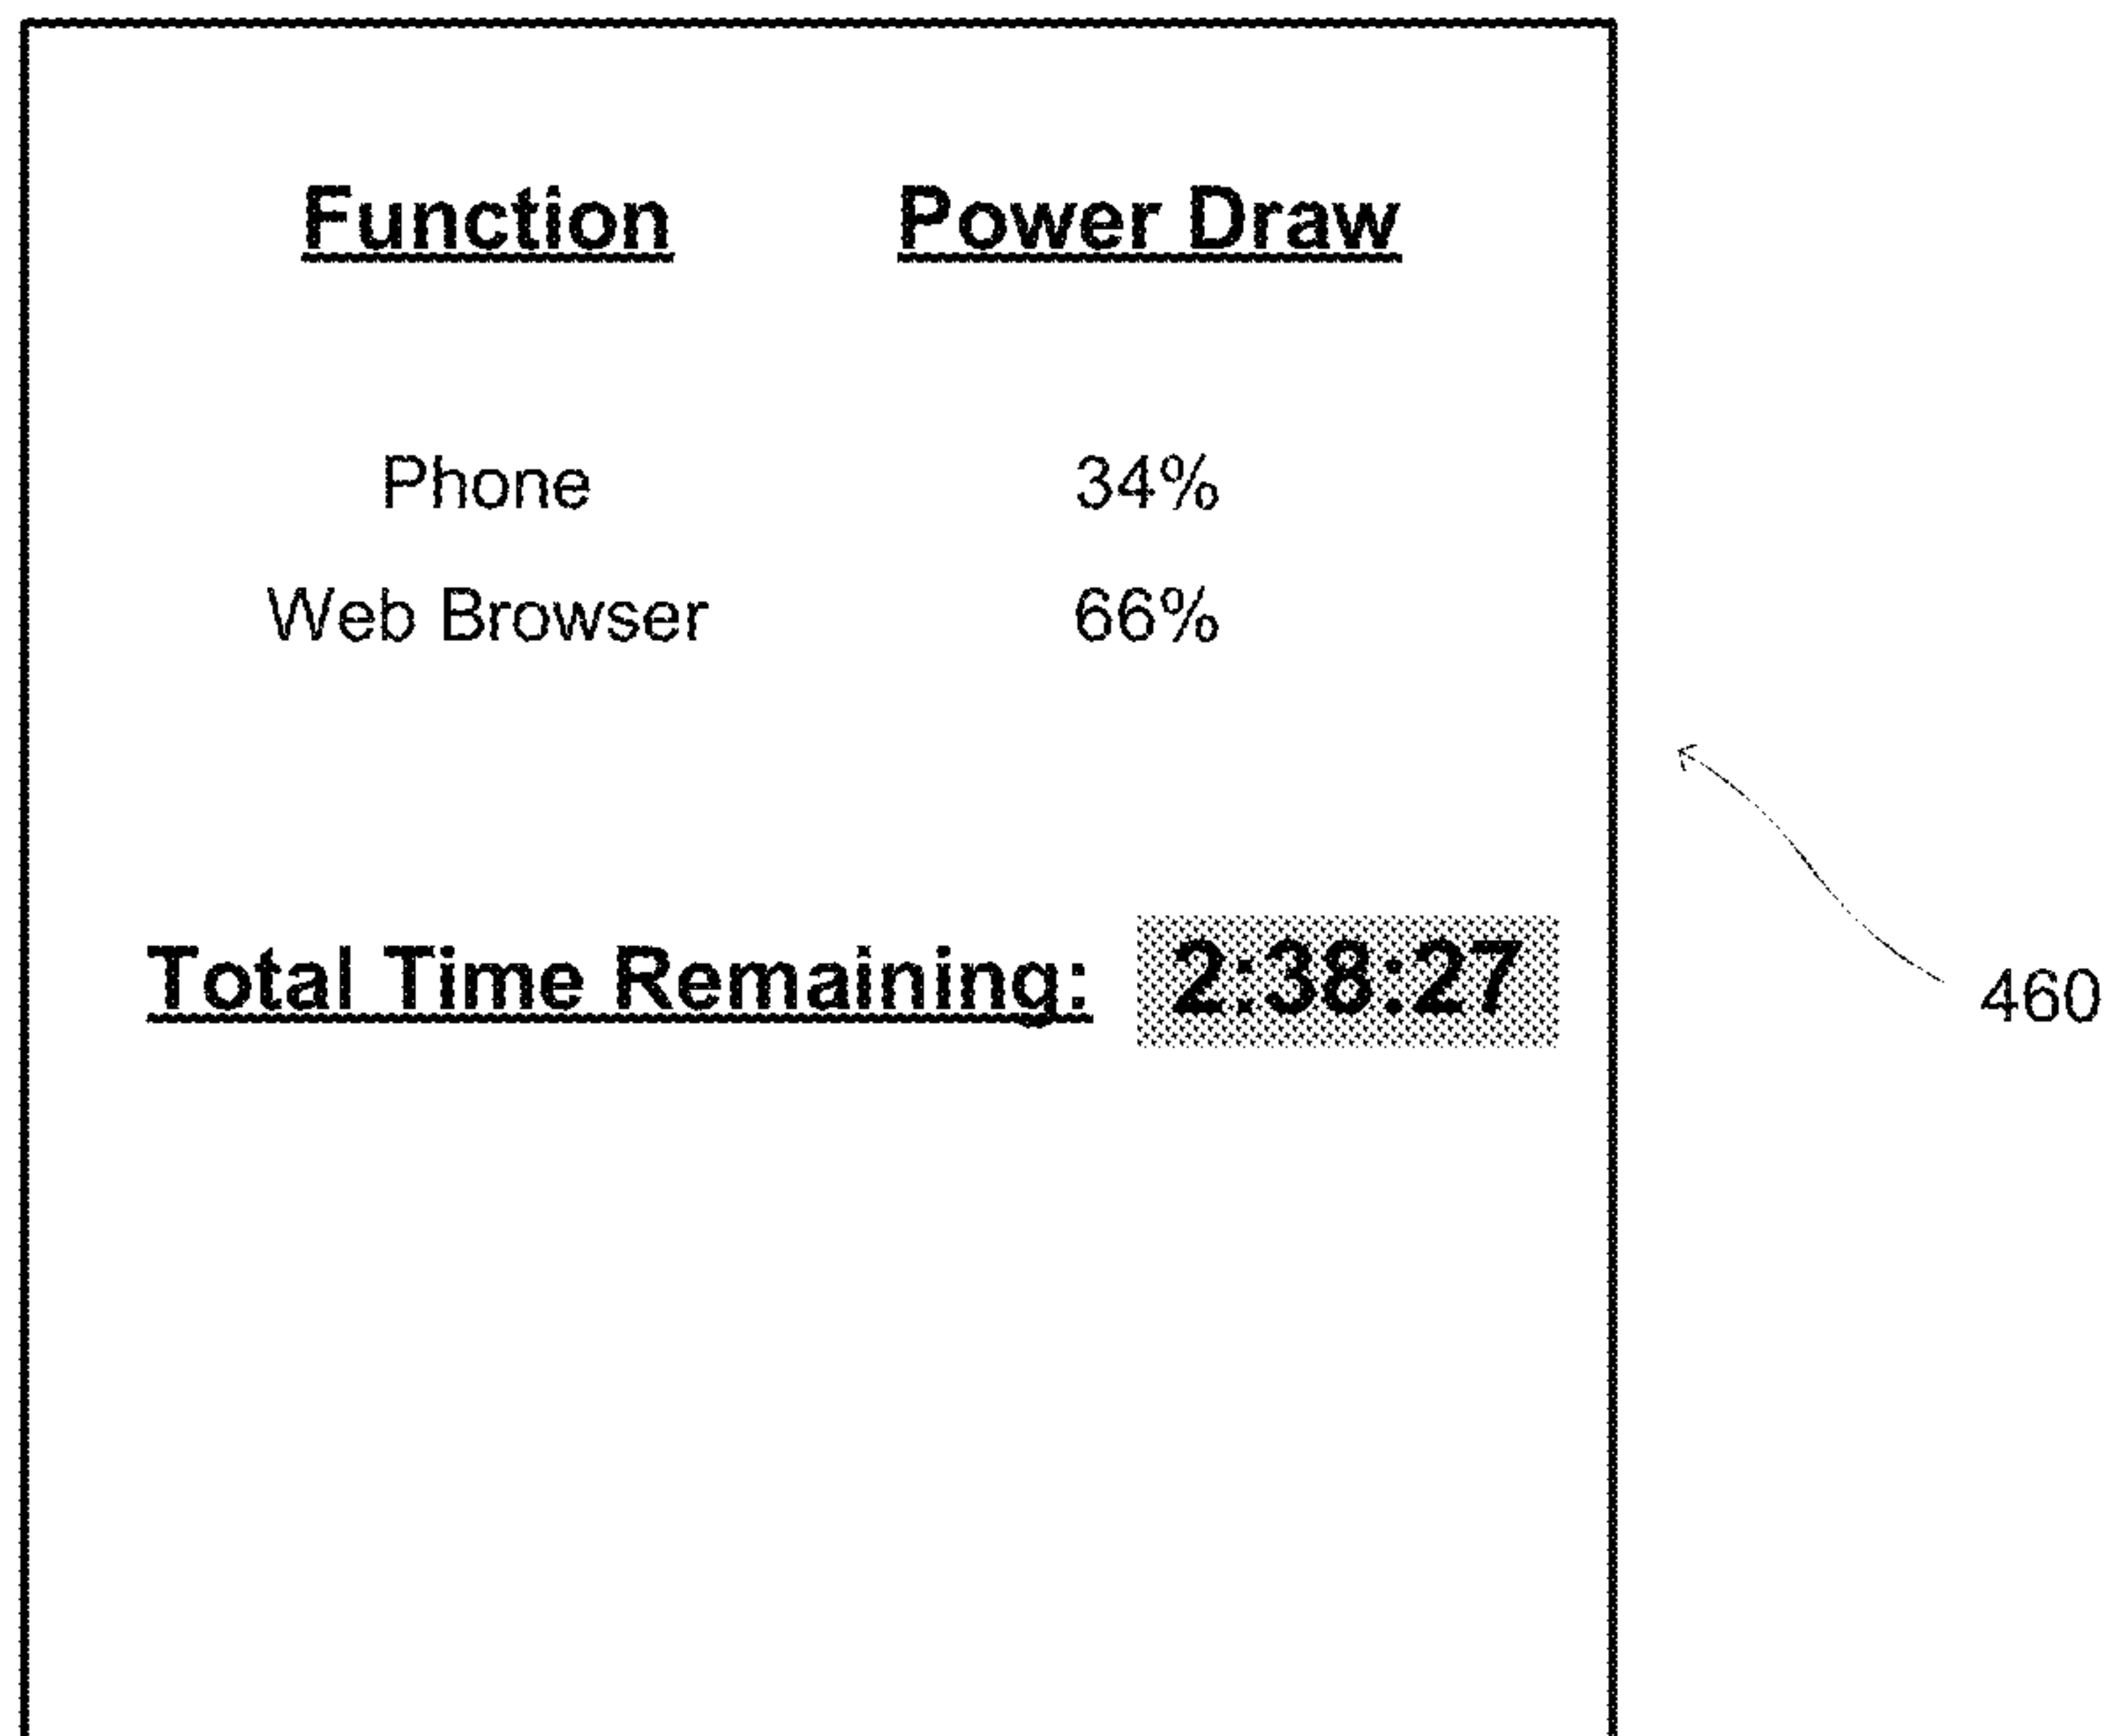 Function Power Draw
Phone 34%
Web Browser 66%
Total Time Remaining: 2:38:27
460